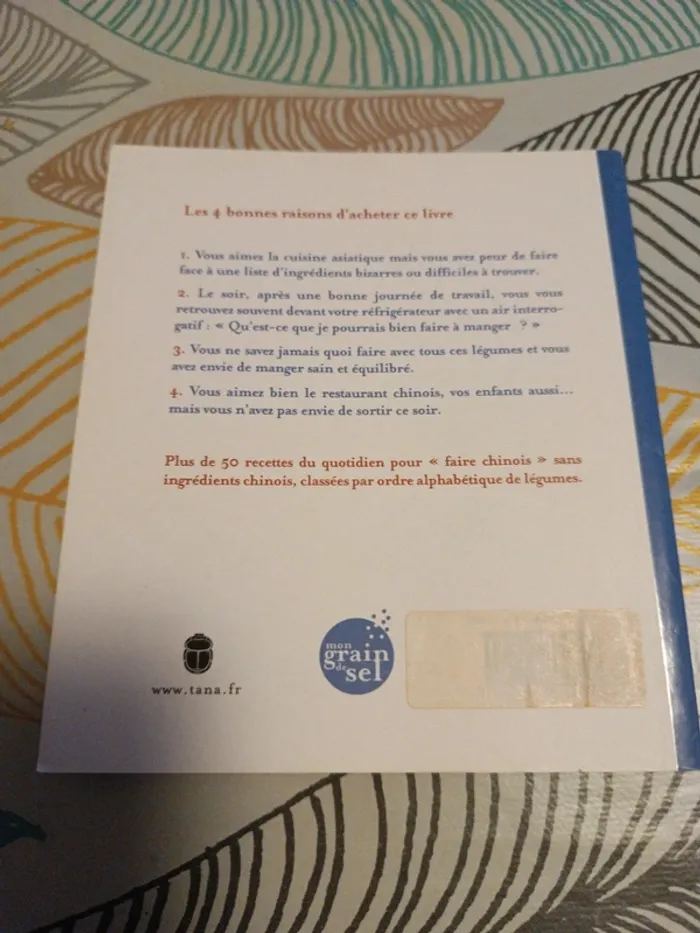 Les 4 bonnes raisons d'acheter ce livre
1. Vous aimez la cuisine asiatique mais vous avez peur de faire
face à une liste d'ingrédients bizarres ou difficiles à trouver.
2. Le soir, après une bonne journée de travail, vous vous
retrouvez souvent devant votre réfrigérateur avec un air interro-
gatif : « Qu'est-ce que je pourrais bien faire à manger ? »
3. Vous ne savez jamais quoi faire avec tous ces légumes et vous
avez envie de manger sain et équilibré.
4. Vous aimez bien le restaurant chinois, vos enfants aussi...
mais vous n'avez pas envie de sortir ce soir.
Plus de 50 recettes du quotidien pour « faire chinois » sans
ingrédients chinois, classées par ordre alphabétique de légumes.
mon
grain
de sel
www.tana.fr